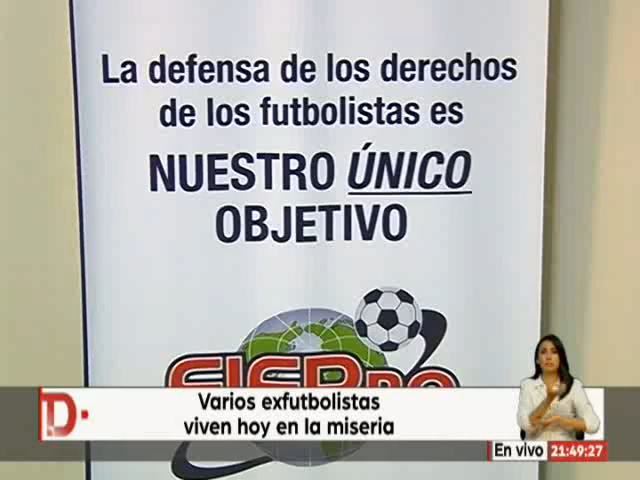 La defensa de los derechos
de los futbolistas es
NUESTRO ÚNICO
OBJETIVO
D
Varios exfutbolistas
viven hoy en la miseria
En vivo 21:49:27